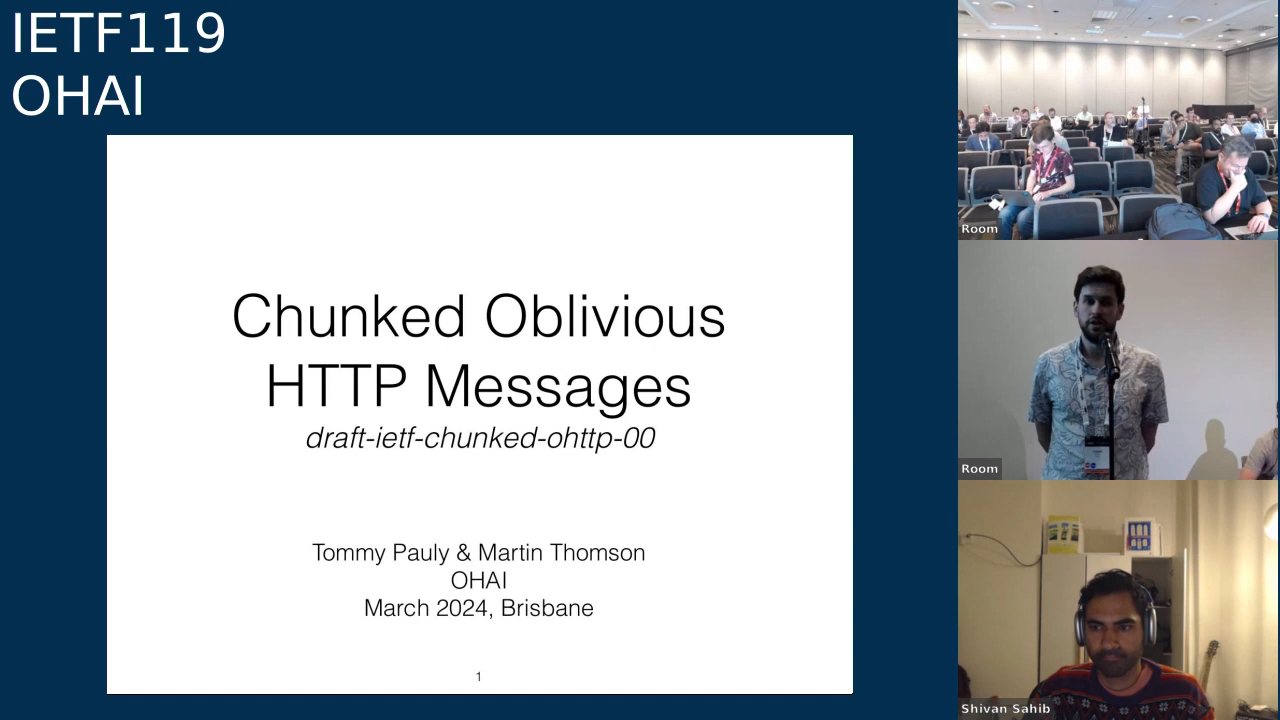 IETF119
OHAI
Chunked Oblivious
HTTP Messages
draft-ietf-chunked-ohttp-00
Tommy Pauly & Martin Thomson
OHAI
March 2024, Brisbane
1
Room
Room
Shivan Sahib